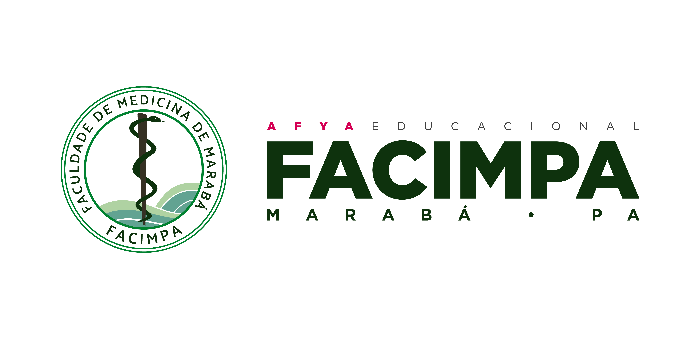 FACULDADE DE MEDICINA DE MARABÁ
FACIMPA
AFYA EDUCACIONAL
FACIMPA
MARABÁ • PA